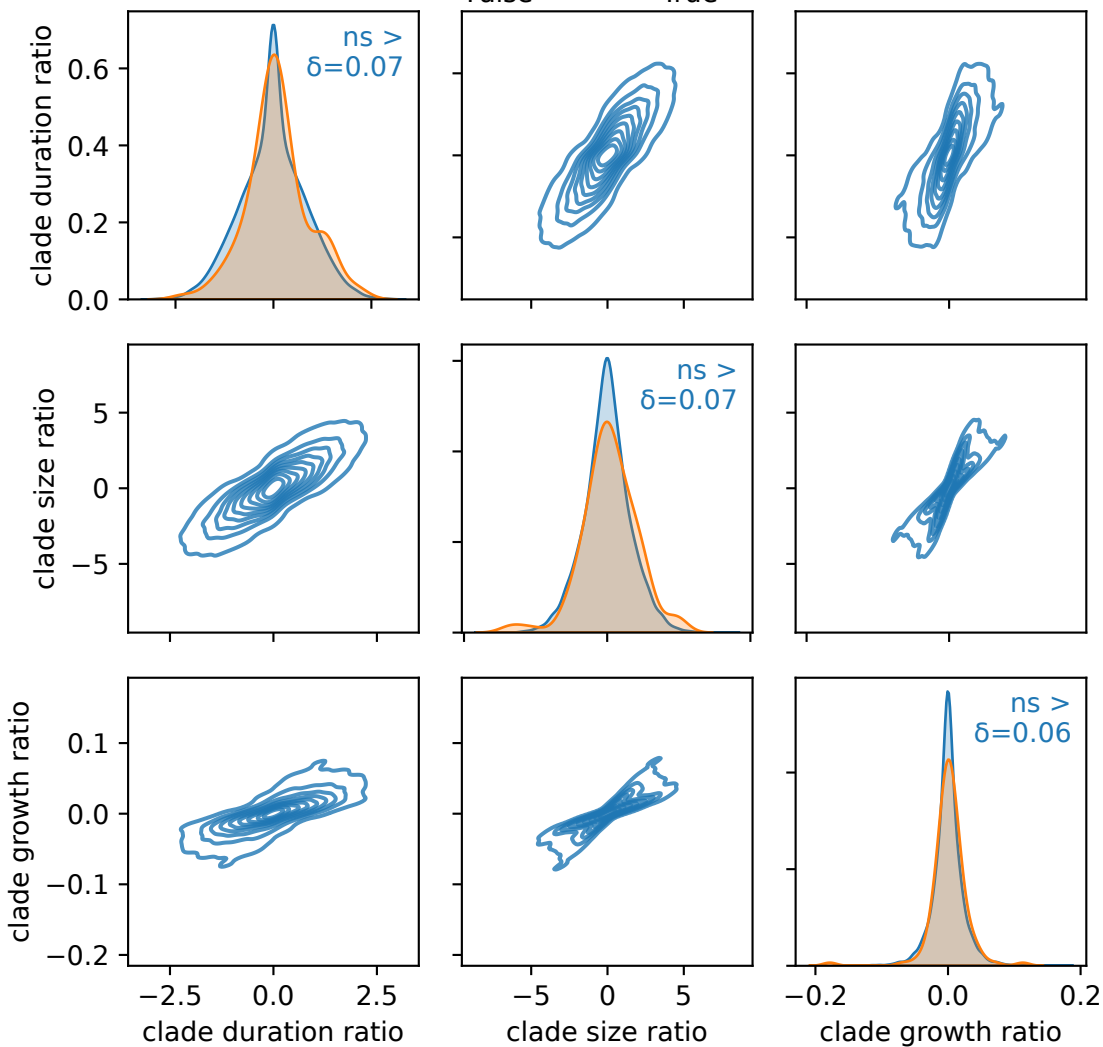 False True
clade duration ratio
0.6
0.4
0.2
0.0
ns >
δ=0.07
clade size ratio
5
0
−5
ns >
δ=0.07
clade growth ratio
0.1
0.0
−0.1
−0.2
ns >
δ=0.06
−2.5 0.0 2.5
−5 0 5
−0.2 0.0 0.2
clade duration ratio
clade size ratio
clade growth ratio